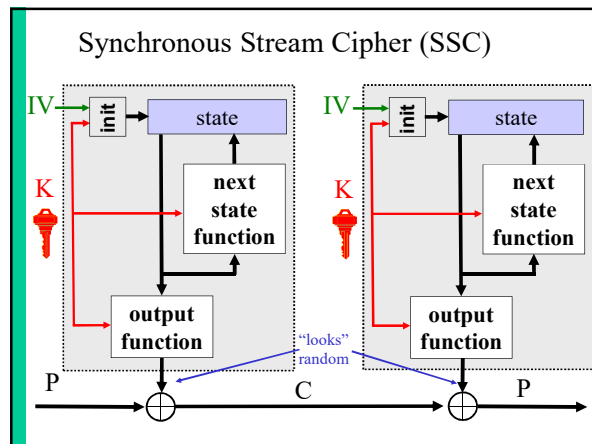 Synchronous Stream Cipher (SSC)
IV
init
state
K
next
state
function
output
function
IV
init
state
K
next
state
function
output
function
“looks”
random
P
C
P